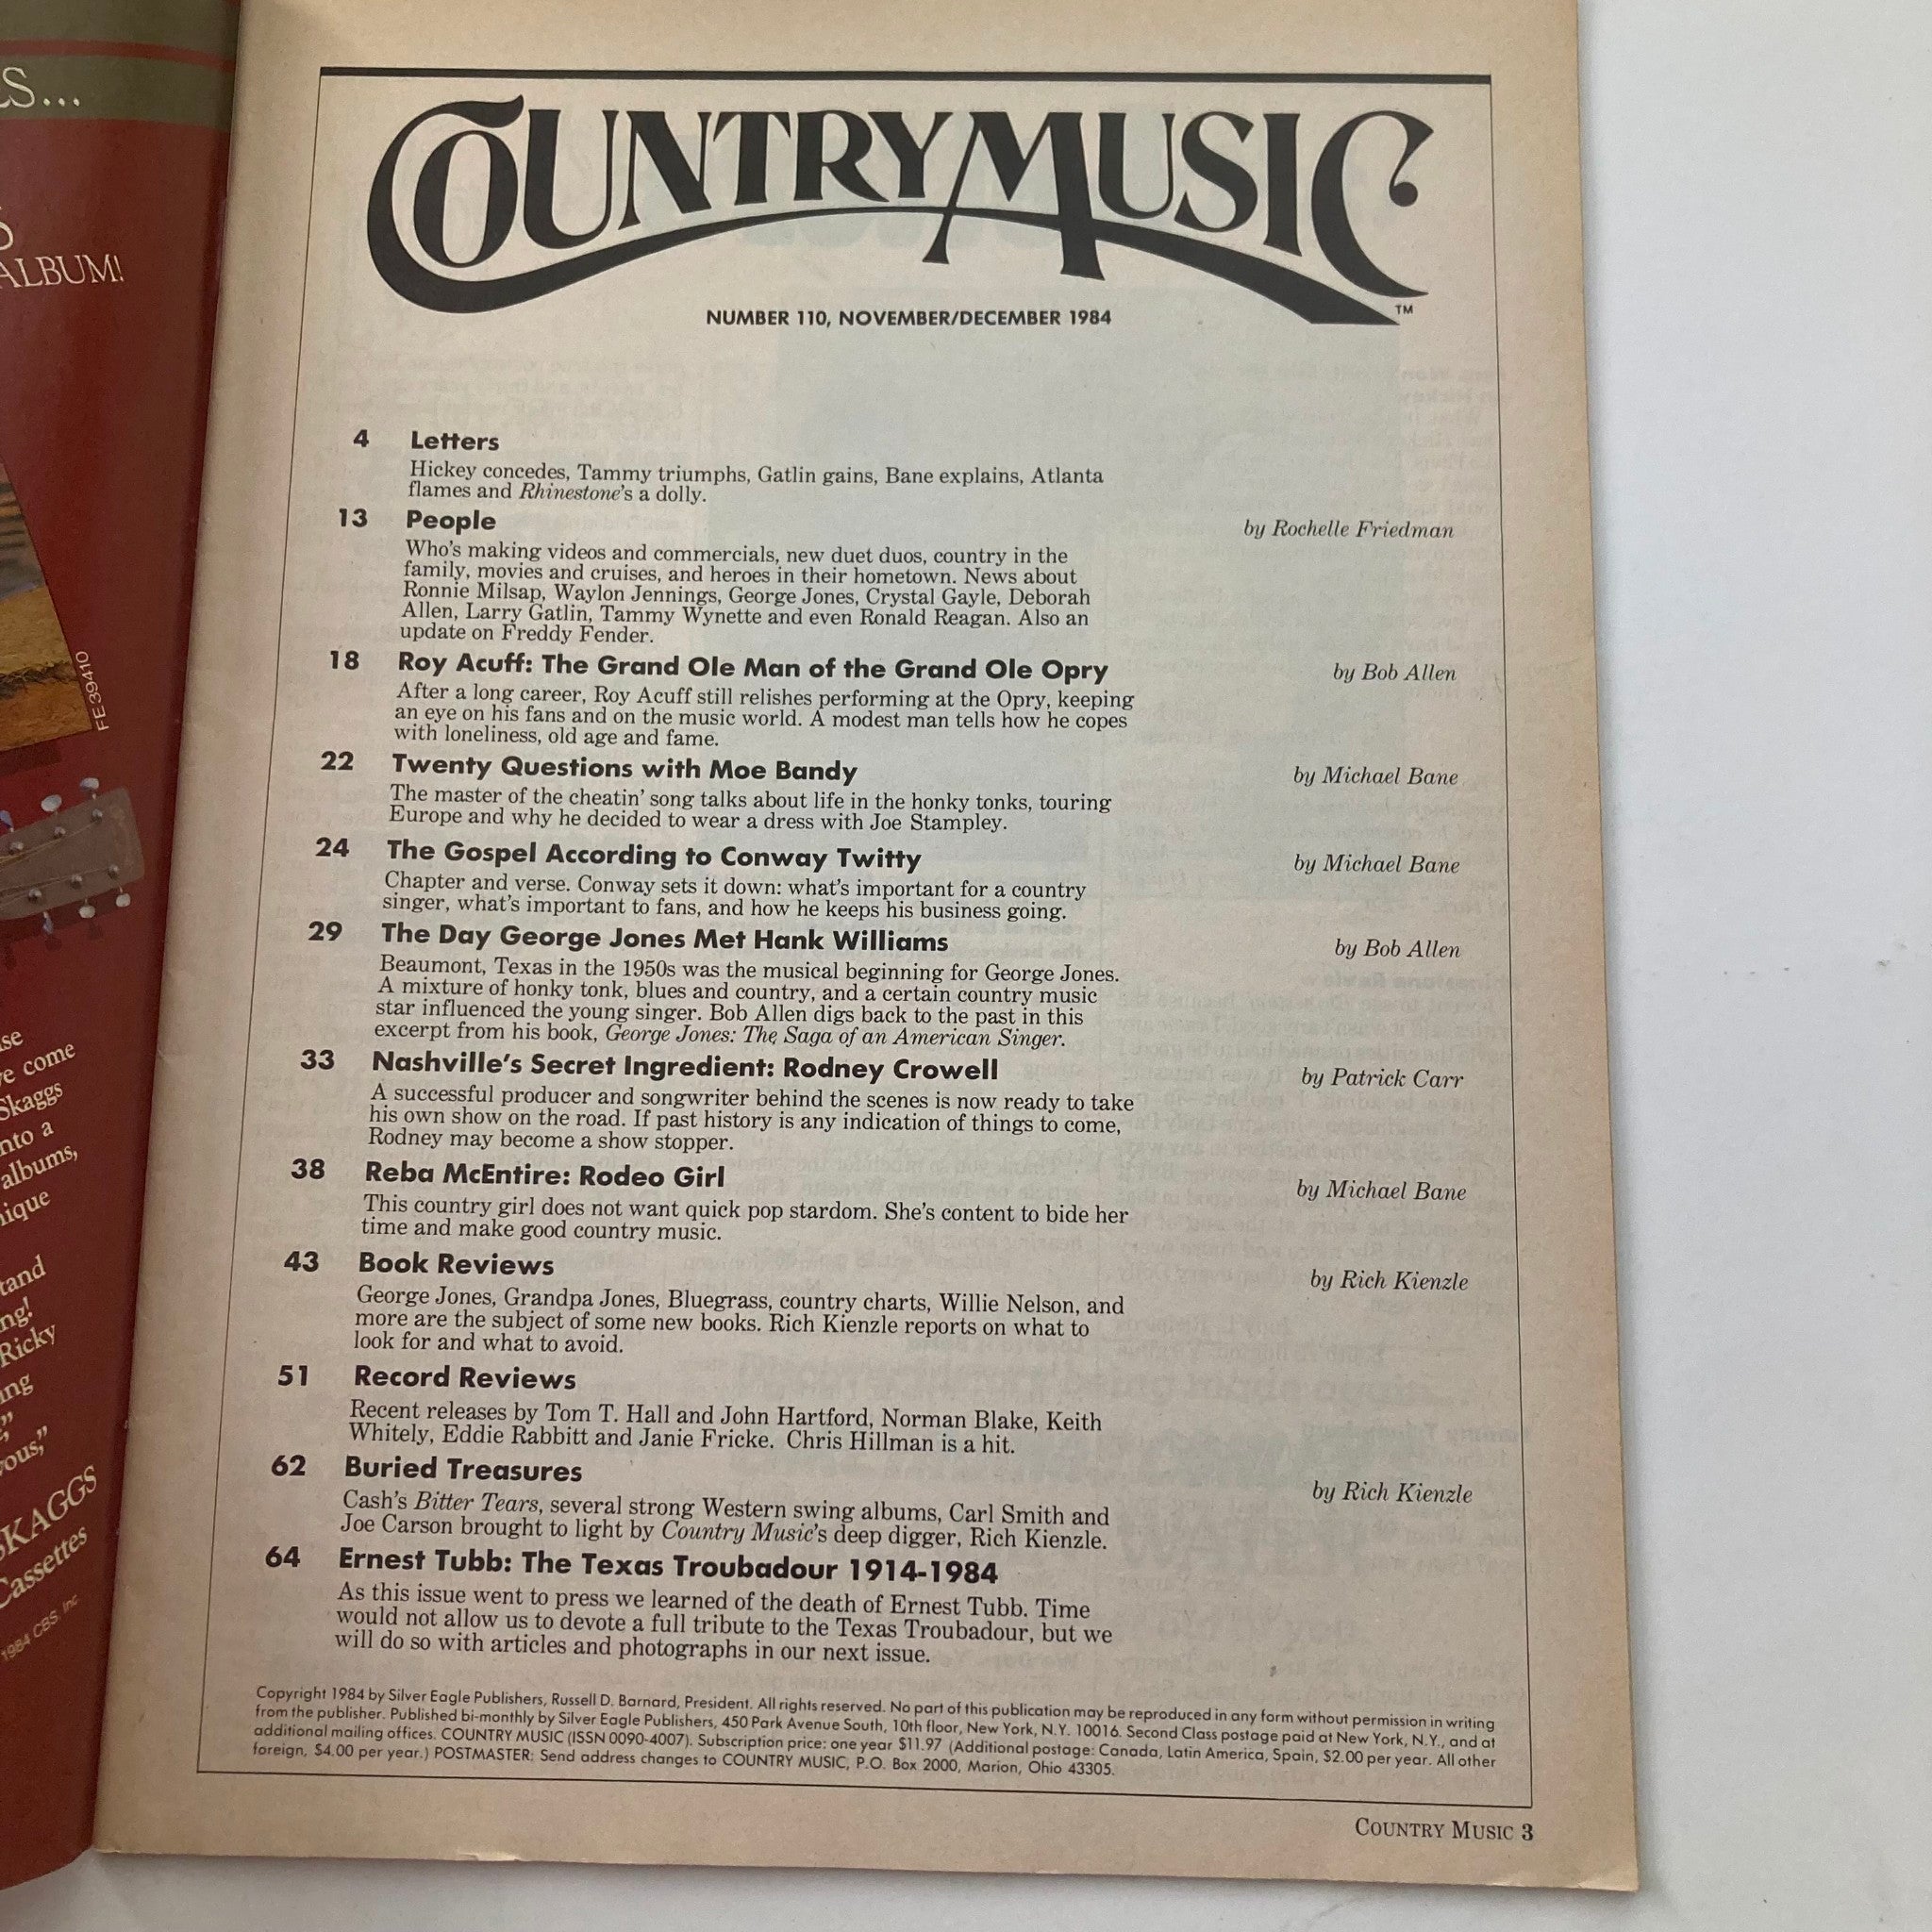 S...
ALBUM!
FE39410
come
Skaggs
into a
albums,
Ricky
SKAGGS
Cassettes
1984 CBS, Inc.
COUNTRY MUSIC
TM
NUMBER 110, NOVEMBER/DECEMBER 1984
4 Letters
Hickey concedes, Tammy triumphs, Gatlin gains, Bane explains, Atlanta
flames and Rhinestone's a dolly.
13 People by Rochelle Friedman
Who's making videos and commercials, new duet duos, country in the
family, movies and cruises, and heroes in their hometown. News about
Ronnie Milsap, Waylon Jennings, George Jones, Crystal Gayle, Deborah
Allen, Larry Gatlin, Tammy Wynette and even Ronald Reagan. Also an
update on Freddy Fender.
18 Roy Acuff: The Grand Ole Man of the Grand Ole Opry by Bob Allen
After a long career, Roy Acuff still relishes performing at the Opry, keeping
an eye on his fans and on the music world. A modest man tells how he copes
with loneliness, old age and fame.
22 Twenty Questions with Moe Bandy by Michael Bane
The master of the cheatin' song talks about life in the honky tonks, touring
Europe and why he decided to wear a dress with Joe Stampley.
24 The Gospel According to Conway Twitty by Michael Bane
Chapter and verse. Conway sets it down: what's important for a country
singer, what's important to fans, and how he keeps his business going.
29 The Day George Jones Met Hank Williams by Bob Allen
Beaumont, Texas in the 1950s was the musical beginning for George Jones.
A mixture of honky tonk, blues and country, and a certain country music
star influenced the young singer. Bob Allen digs back to the past in this
excerpt from his book, George Jones: The Saga of an American Singer.
33 Nashville's Secret Ingredient: Rodney Crowell by Patrick Carr
A successful producer and songwriter behind the scenes is now ready to take
his own show on the road. If past history is any indication of things to come,
Rodney may become a show stopper.
38 Reba McEntire: Rodeo Girl by Michael Bane
This country girl does not want quick pop stardom. She's content to bide her
time and make good country music.
43 Book Reviews by Rich Kienzle
George Jones, Grandpa Jones, Bluegrass, country charts, Willie Nelson, and
more are the subject of some new books. Rich Kienzle reports on what to
look for and what to avoid.
51 Record Reviews
Recent releases by Tom T. Hall and John Hartford, Norman Blake, Keith
Whitely, Eddie Rabbitt and Janie Fricke. Chris Hillman is a hit.
62 Buried Treasures by Rich Kienzle
Cash's Bitter Tears, several strong Western swing albums, Carl Smith and
Joe Carson brought to light by Country Music's deep digger, Rich Kienzle.
64 Ernest Tubb: The Texas Troubadour 1914-1984
As this issue went to press we learned of the death of Ernest Tubb. Time
would not allow us to devote a full tribute to the Texas Troubadour, but we
will do so with articles and photographs in our next issue.
Copyright 1984 by Silver Eagle Publishers, Russell D. Barnard, President. All rights reserved. No part of this publication may be reproduced in any form without permission in writing
from the publisher. Published bi-monthly by Silver Eagle Publishers, 450 Park Avenue South, 10th floor, New York, N.Y. 10016. Second Class postage paid at New York, N.Y., and at
additional mailing offices. COUNTRY MUSIC (ISSN 0090-4007). Subscription price: one year $11.97 (Additional postage: Canada, Latin America, Spain, $2.00 per year. All other
foreign, $4.00 per year.) POSTMASTER: Send address changes to COUNTRY MUSIC, P.O. Box 2000, Marion, Ohio 43305.
COUNTRY MUSIC 3